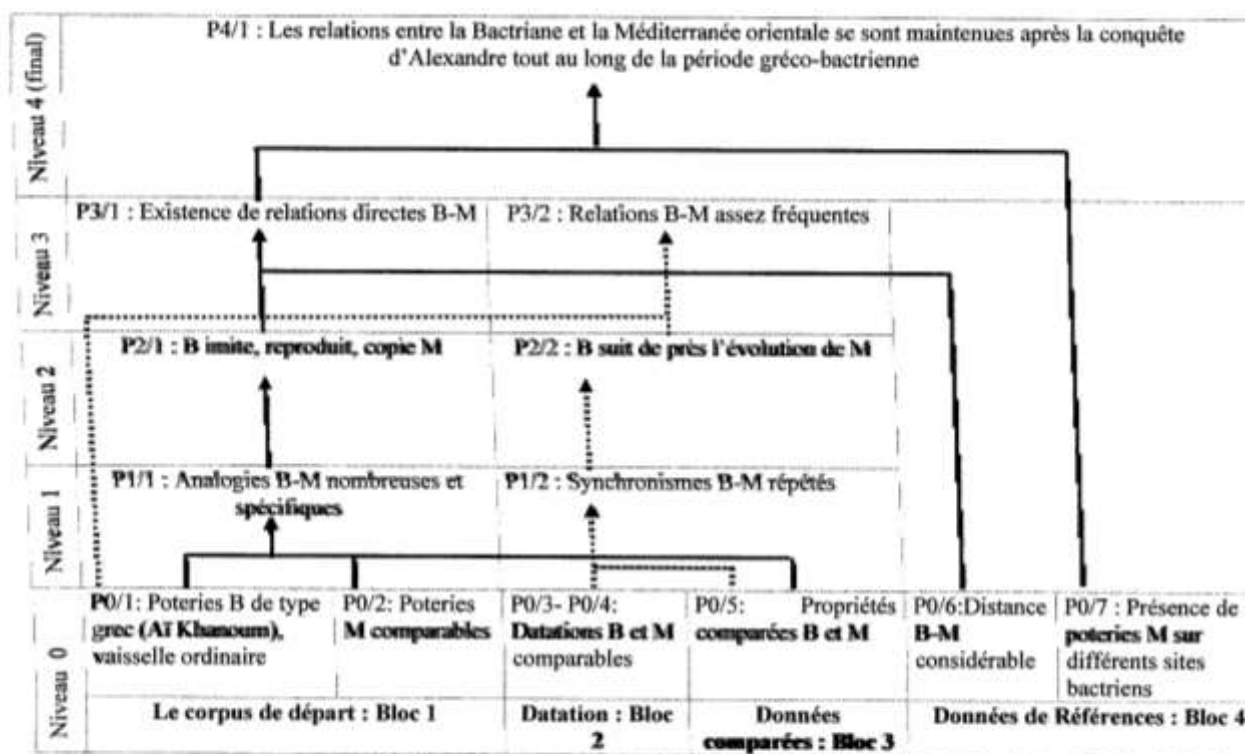 Niveau 4 (final)
P4/1 : Les relations entre la Bactriane et la Méditerranée orientale se sont maintenues après la conquête
d'Alexandre tout au long de la période gréco-bactrienne
Niveau 3
P3/1 : Existence de relations directes B-M
P3/2 : Relations B-M assez fréquentes
Niveau 2
P2/1 : B imite, reproduit, copie M
P2/2 : B suit de près l'évolution de M
Niveau 1
P1/1 : Analogies B-M nombreuses et
spécifiques
P1/2 : Synchronismes B-M répétés
Niveau 0
P0/1: Poteries B de type
grec (Aï Khanoum),
vaisselle ordinaire
P0/2: Poteries
M comparables
P0/3- P0/4:
Datations B et M
comparables
P0/5: Propriétés
comparées B et M
P0/6:Distance
B-M
considérable
P0/7 : Présence de
poteries M sur
différents sites
bactriens
Le corpus de départ : Bloc 1
Datation : Bloc
2
Données
comparées : Bloc 3
Données de Références : Bloc 4